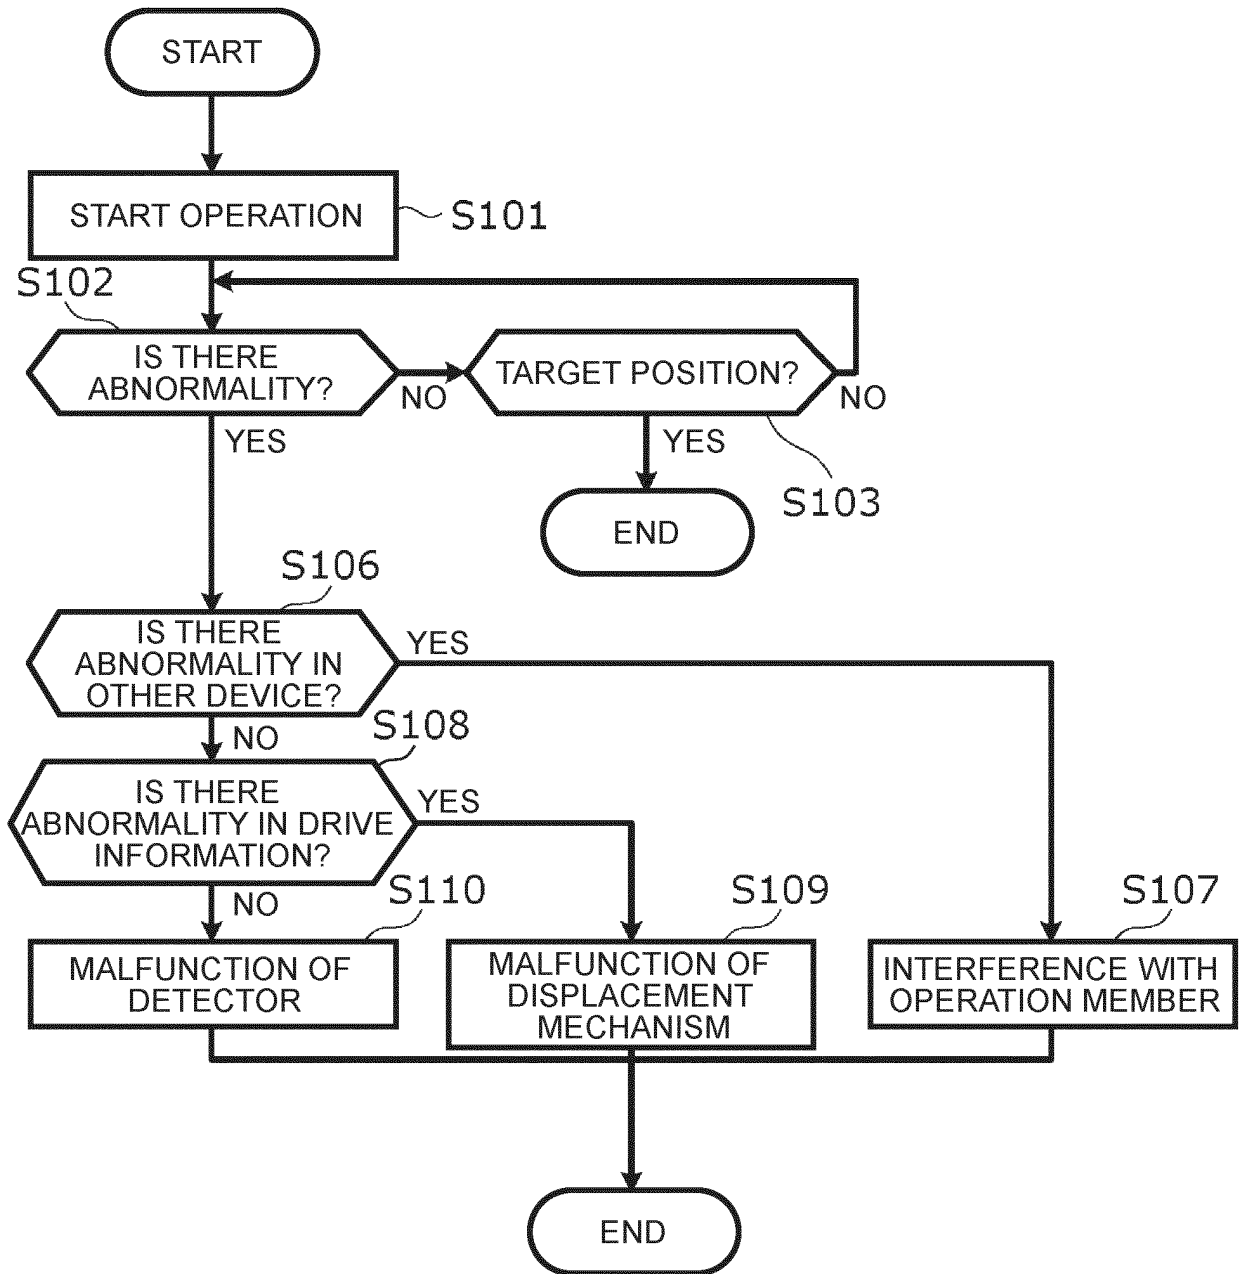 START
START OPERATION
S101
S102
IS THERE
ABNORMALITY?
NO
TARGET POSITION?
NO
YES
YES
S103
END
S106
IS THERE
ABNORMALITY IN
OTHER DEVICE?
YES
NO
S108
IS THERE
ABNORMALITY IN DRIVE
INFORMATION?
YES
NO
S110
S109
S107
MALFUNCTION OF
DETECTOR
MALFUNCTION OF
DISPLACEMENT
MECHANISM
INTERFERENCE WITH
OPERATION MEMBER
END